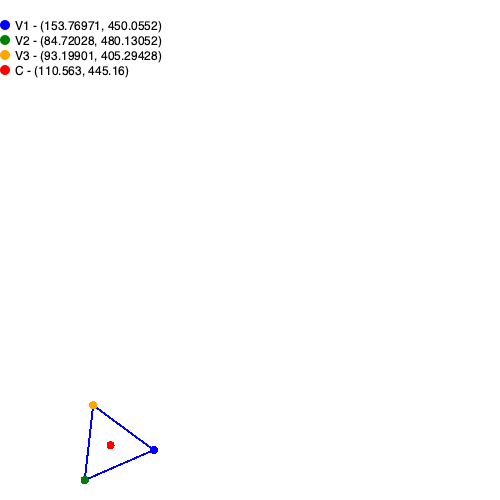 V1 - (153.76971, 450.0552)
V2 - (84.72028, 480.13052)
V3 - (93.19901, 405.29428)
C - (110.563, 445.16)